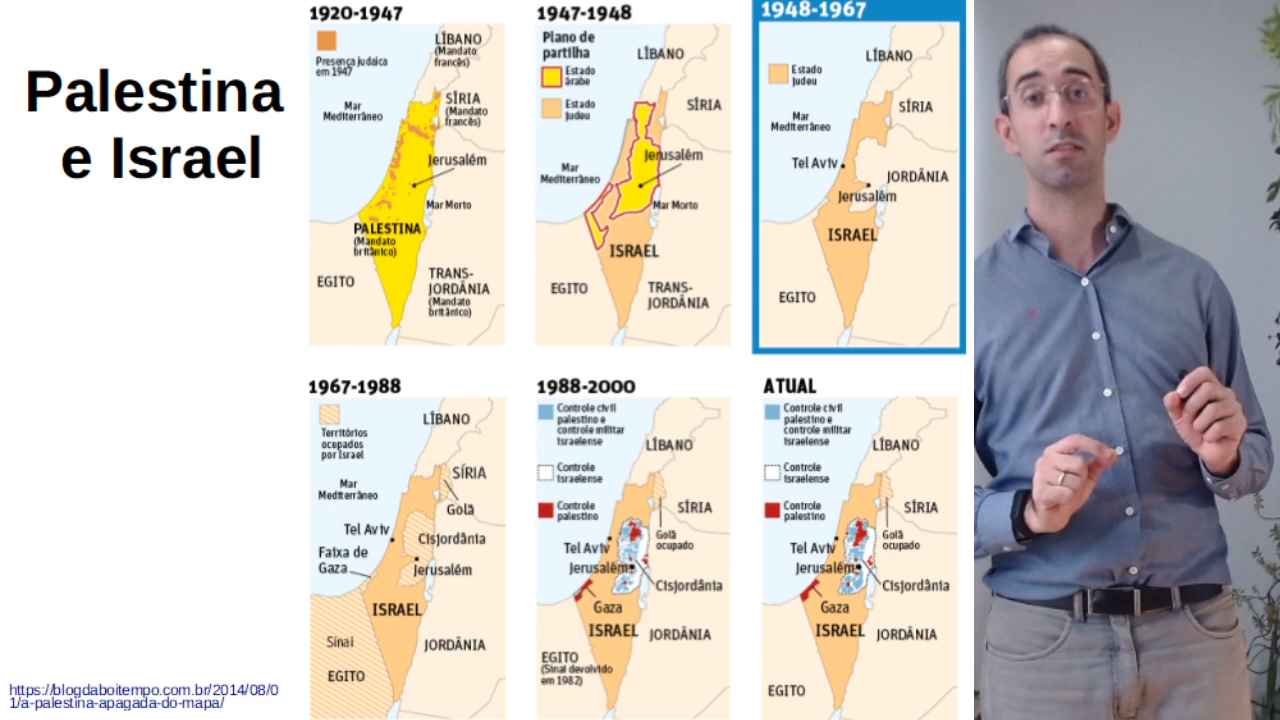 Palestina
e Israel
https://blogdaboitempo.com.br/2014/08/0
1/a-palestina-apagada-do-mapa/
1920-1947
Presença judaica
em 1947
LÍBANO
(Mandato
francês)
SÍRIA
(Mandato
francês)
Mar
Mediterrâneo
Jerusalém
Mar Morto
PALESTINA
(Mandato
britânico)
EGITO
TRANS-
JORDÂNIA
(Mandato
britânico)
1947-1948
Plano de
partilha
Estado
árabe
Estado
judeu
LÍBANO
SÍRIA
Jerusalém
Mar
Mediterrâneo
Mar Morto
ISRAEL
EGITO
TRANS-
JORDÂNIA
1948-1967
Estado
judeu
LÍBANO
SÍRIA
Mar
Mediterrâneo
Tel Aviv
JORDÂNIA
Jerusalém
ISRAEL
EGITO
1967-1988
Territórios
ocupados
por Israel
LÍBANO
SÍRIA
Mar
Mediterrâneo
Golã
Tel Aviv
Cisjordânia
Faixa de
Gaza
Jerusalém
ISRAEL
Sinai
JORDÂNIA
EGITO
1988-2000
Controle civil
palestino e
controle militar
israelense
Controle
israelense
Controle
palestino
LÍBANO
SÍRIA
Golã
ocupado
Tel Aviv
Jerusalém
Cisjordânia
Gaza
ISRAEL
JORDÂNIA
EGITO
(Sinai devolvido
em 1982)
ATUAL
Controle civil
palestino e
controle militar
israelense
Controle
israelense
Controle
palestino
LÍBANO
SÍRIA
Golã
ocupado
Tel Aviv
Jerusalém
Cisjordânia
Gaza
ISRAEL
JORDÂNIA
EGITO